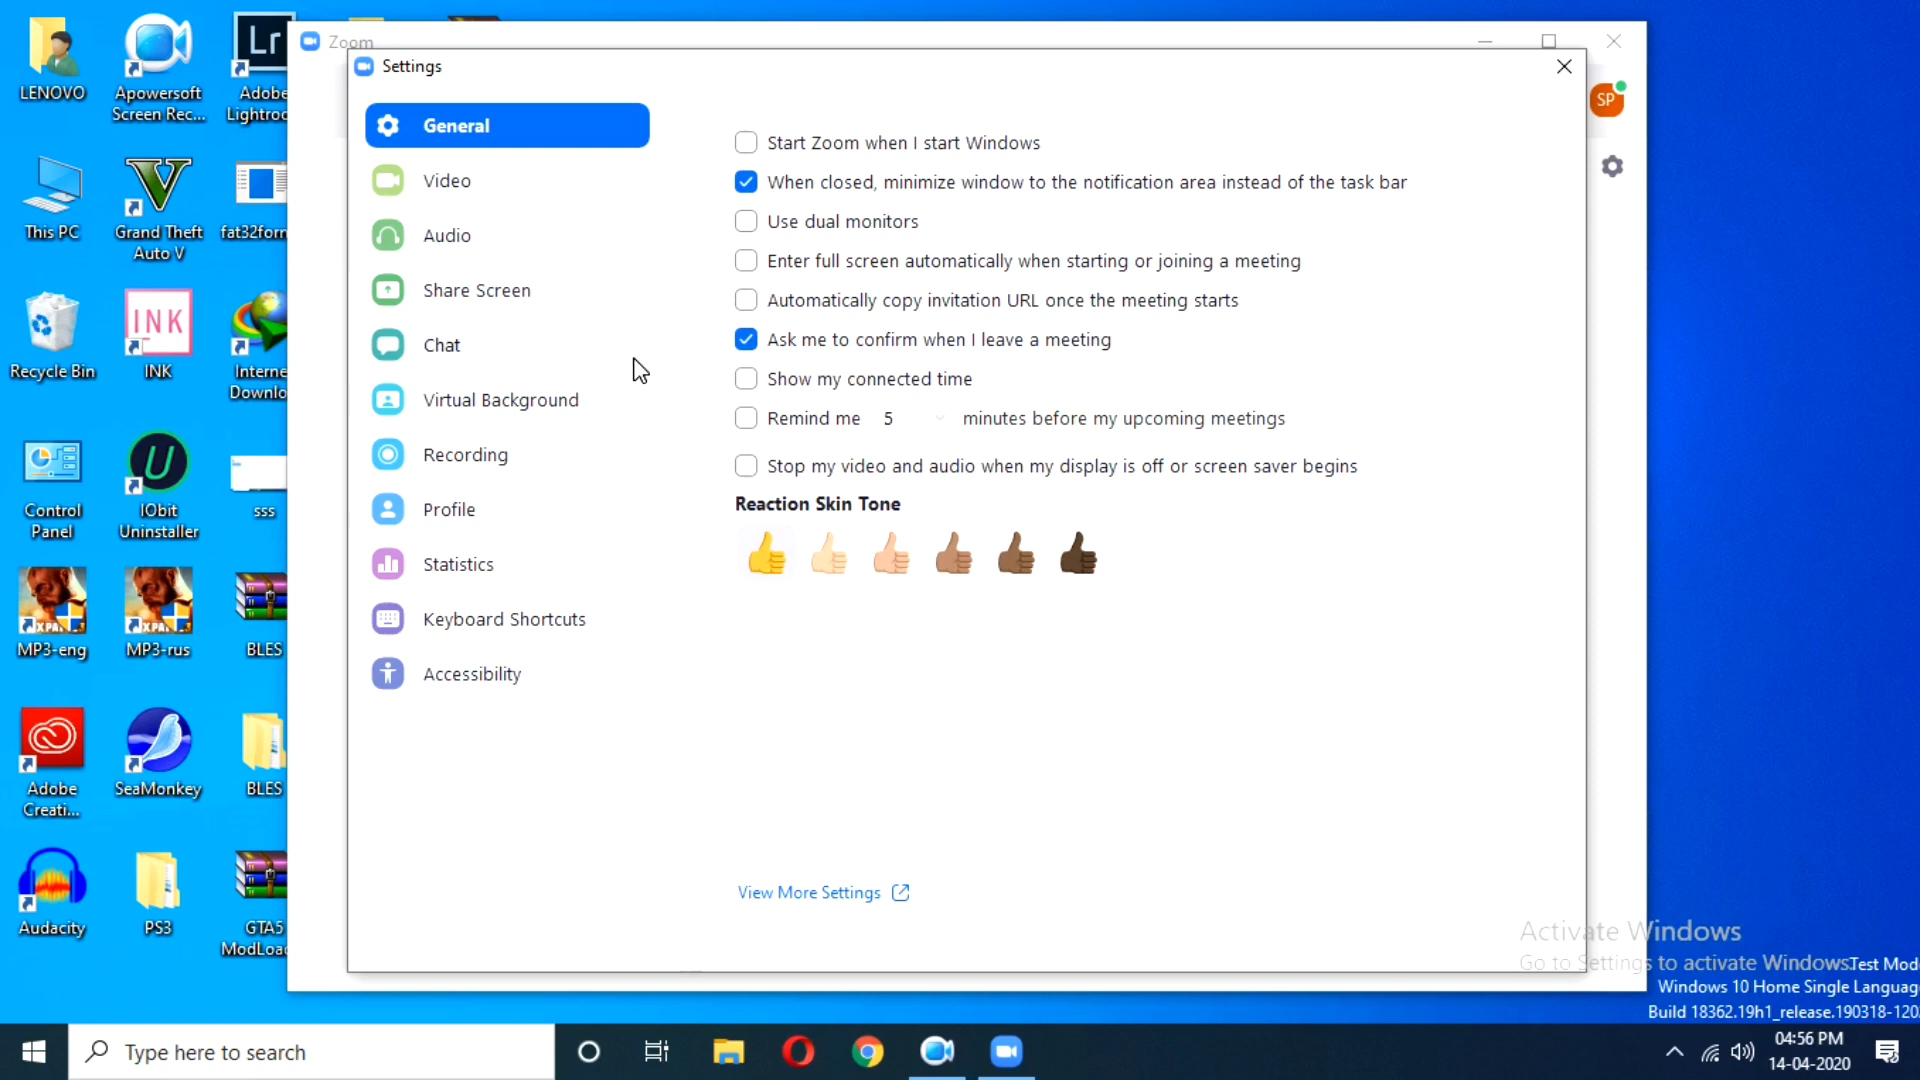 LENOVO
Apowersoft
Screen Rec...
Lr
Adobe
This PC
Grand Theft
Auto V
Recycle Bin
INK
INK
Control
Panel
IObit
Uninstaller
sss
MP3-eng
MP3-rus
BLES
Adobe
Creati...
SeaMonkey
BLES
Audacity
PS3
GTA5
Zoom
Settings
General
Video
Audio
Share Screen
Chat
Virtual Background
Recording
Profile
Statistics
Keyboard Shortcuts
Accessibility
Start Zoom when I start Windows
When closed, minimize window to the notification area instead of the task bar
Use dual monitors
Enter full screen automatically when starting or joining a meeting
Automatically copy invitation URL once the meeting starts
Ask me to confirm when I leave a meeting
Show my connected time
Remind me 5 minutes before my upcoming meetings
Stop my video and audio when my display is off or screen saver begins
Reaction Skin Tone
View More Settings
SP
Activate Windows
Go to Settings to activate Windows.
Test Mod
Windows 10 Home Single Languag
Build 18362.19h1_release.190318-120
Type here to search
04:56 PM
14-04-2020